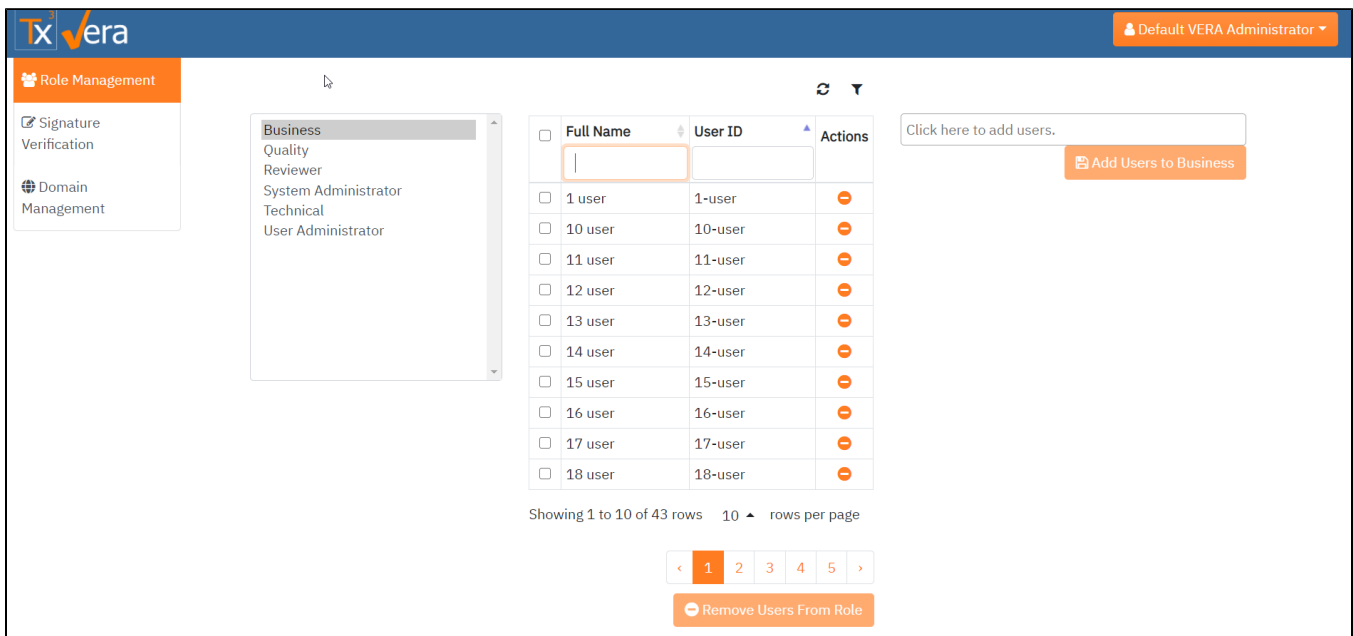 Tx3 vera
Default VERA Administrator
Role Management
Signature
Verification
Domain
Management
Business
Quality
Reviewer
System Administrator
Technical
User Administrator
Full Name User ID Actions
1 user 1-user
10 user 10-user
11 user 11-user
12 user 12-user
13 user 13-user
14 user 14-user
15 user 15-user
16 user 16-user
17 user 17-user
18 user 18-user
Showing 1 to 10 of 43 rows 10 rows per page
‹ 1 2 3 4 5 ›
Remove Users From Role
Click here to add users.
Add Users to Business